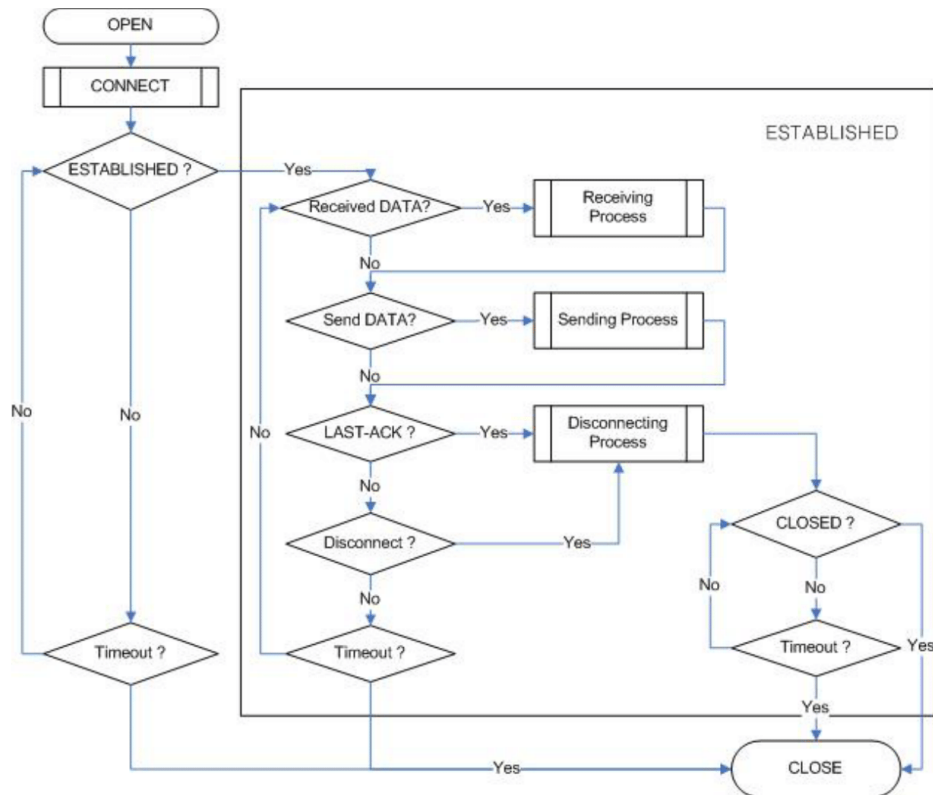 OPEN
CONNECT
ESTABLISHED
ESTABLISHED ?
Yes
Received DATA?
Yes
Receiving
Process
No
Send DATA?
Yes
Sending Process
No
No
No
No
LAST-ACK ?
Yes
Disconnecting
Process
No
CLOSED ?
Disconnect ?
Yes
No
No
No
Timeout ?
Timeout ?
Timeout ?
Yes
Yes
Yes
CLOSE